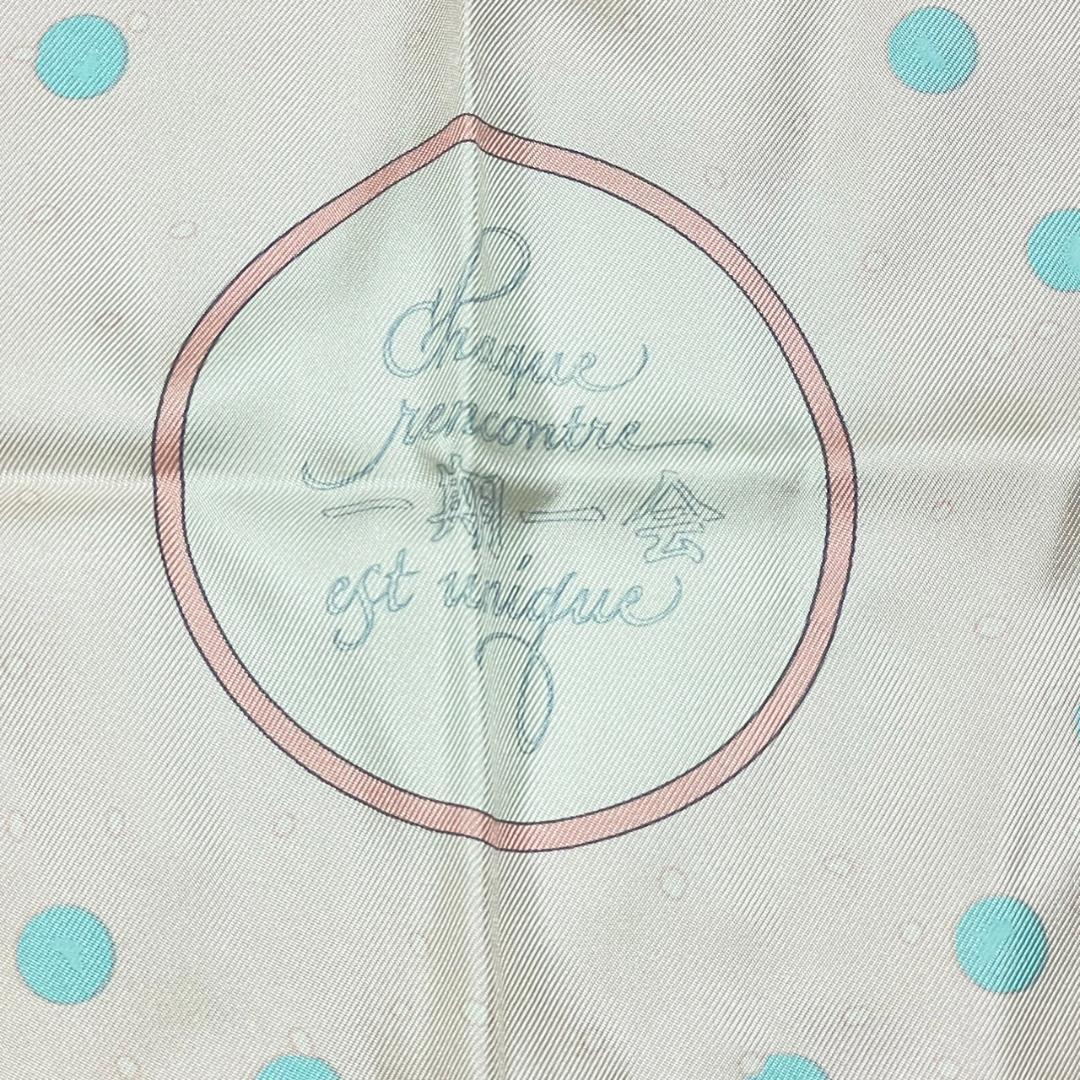 Chaque
rencontre
一期一会
est unique